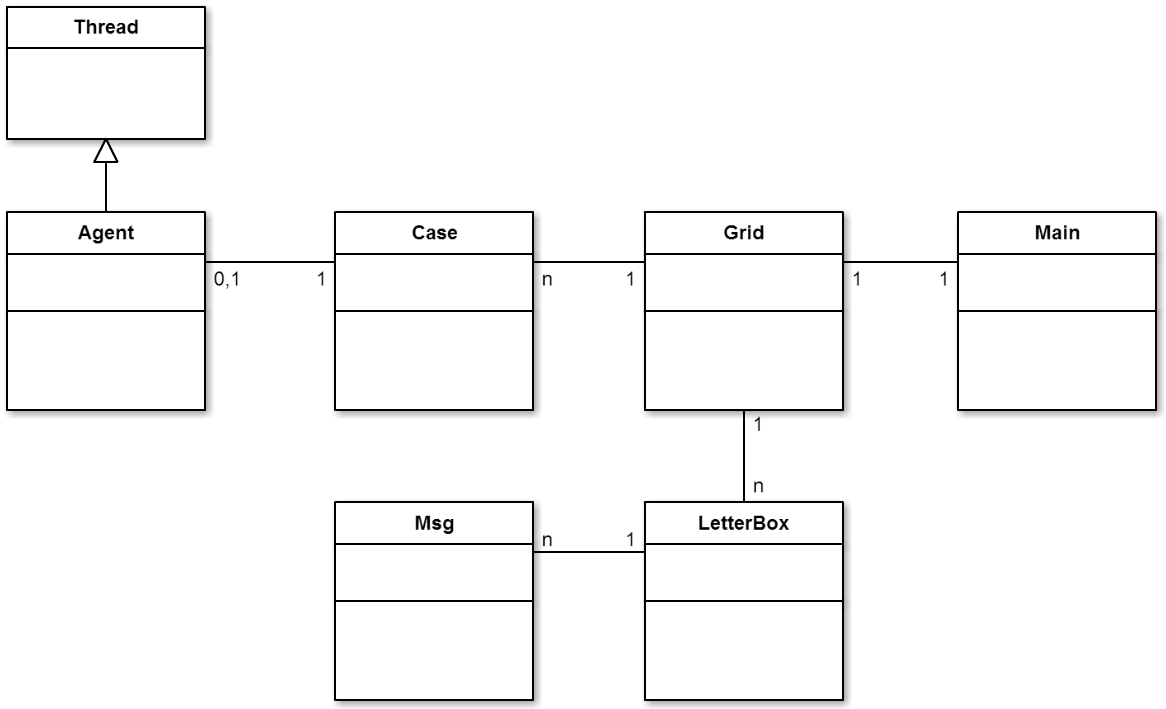 Thread
Agent
Case
Grid
Main
0,1
1
n
1
1
1
1
n
Msg
LetterBox
n
1